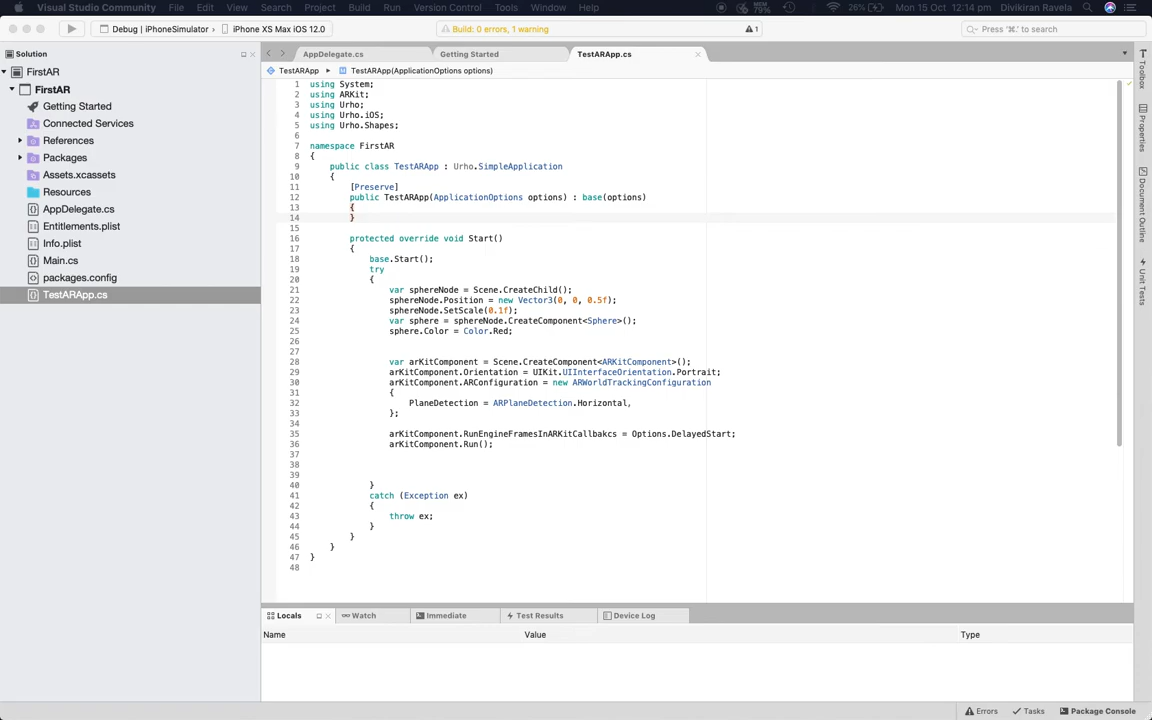 Visual Studio Community File Edit View Search Project Build Run Version Control Tools Window Help MEM 79% 26% Mon 15 Oct 12:14 pm Divikiran Ravela
Debug | iPhoneSimulator › iPhone XS Max iOS 12.0 Build: 0 errors, 1 warning 1 Press '⌘.' to search
Solution
FirstAR
FirstAR
Getting Started
Connected Services
References
Packages
Assets.xcassets
Resources
AppDelegate.cs
Entitlements.plist
Info.plist
Main.cs
packages.config
TestARApp.cs
AppDelegate.cs Getting Started TestARApp.cs
TestARApp TestARApp(ApplicationOptions options)
1 using System;
2 using ARKit;
3 using Urho;
4 using Urho.iOS;
5 using Urho.Shapes;
6
7 namespace FirstAR
8 {
9 public class TestARApp : Urho.SimpleApplication
10 {
11 [Preserve]
12 public TestARApp(ApplicationOptions options) : base(options)
13 {
14 }
15
16 protected override void Start()
17 {
18 base.Start();
19 try
20 {
21 var sphereNode = Scene.CreateChild();
22 sphereNode.Position = new Vector3(0, 0, 0.5f);
23 sphereNode.SetScale(0.1f);
24 var sphere = sphereNode.CreateComponent<Sphere>();
25 sphere.Color = Color.Red;
26
27
28 var arKitComponent = Scene.CreateComponent<ARKitComponent>();
29 arKitComponent.Orientation = UIKit.UIInterfaceOrientation.Portrait;
30 arKitComponent.ARConfiguration = new ARWorldTrackingConfiguration
31 {
32 PlaneDetection = ARPlaneDetection.Horizontal,
33 };
34
35 arKitComponent.RunEngineFramesInARKitCallbakcs = Options.DelayedStart;
36 arKitComponent.Run();
37
38
39
40 }
41 catch (Exception ex)
42 {
43 throw ex;
44 }
45 }
46 }
47 }
48
Toolbox
Properties
Document Outline
Unit Tests
Locals Watch Immediate Test Results Device Log
Name Value Type
Errors Tasks Package Console